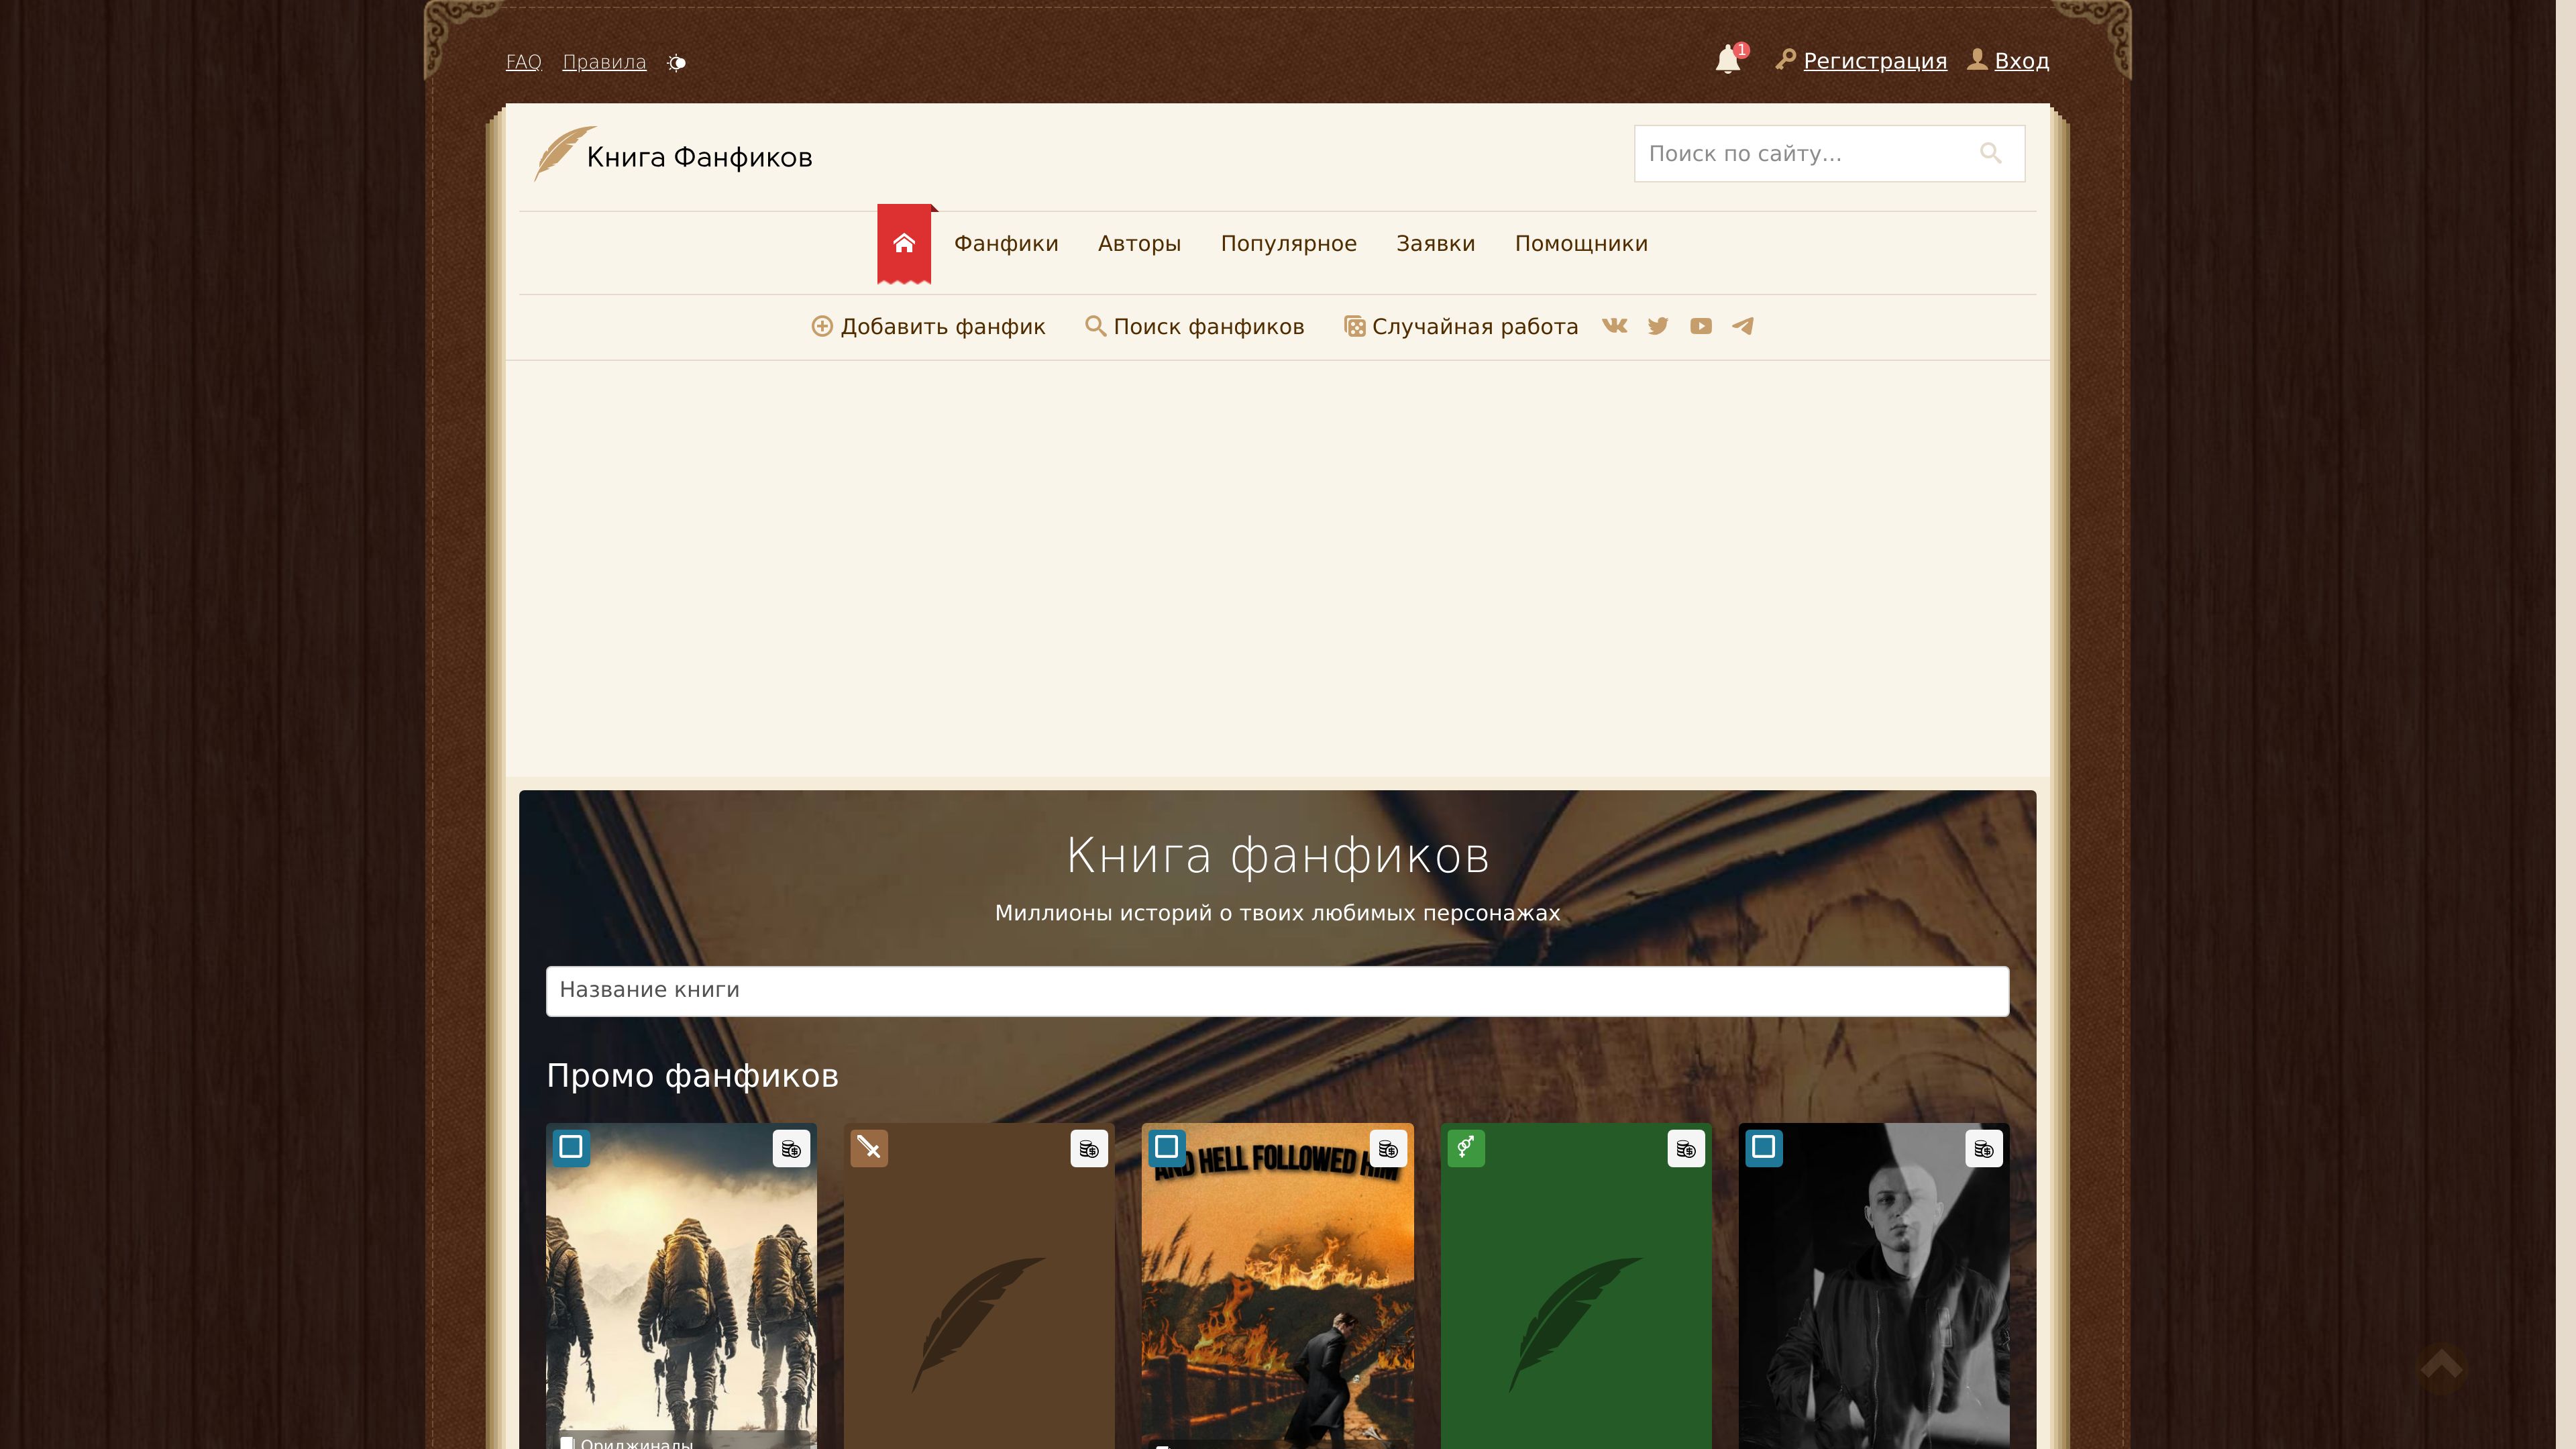 FAQ Правила
1 Регистрация Вход
Книга Фанфиков
Поиск по сайту...
Фанфики Авторы Популярное Заявки Помощники
Добавить фанфик Поиск фанфиков Случайная работа
Книга фанфиков
Миллионы историй о твоих любимых персонажах
Название книги
Промо фанфиков
AND HELL FOLLOWED HIM
Ориджиналы